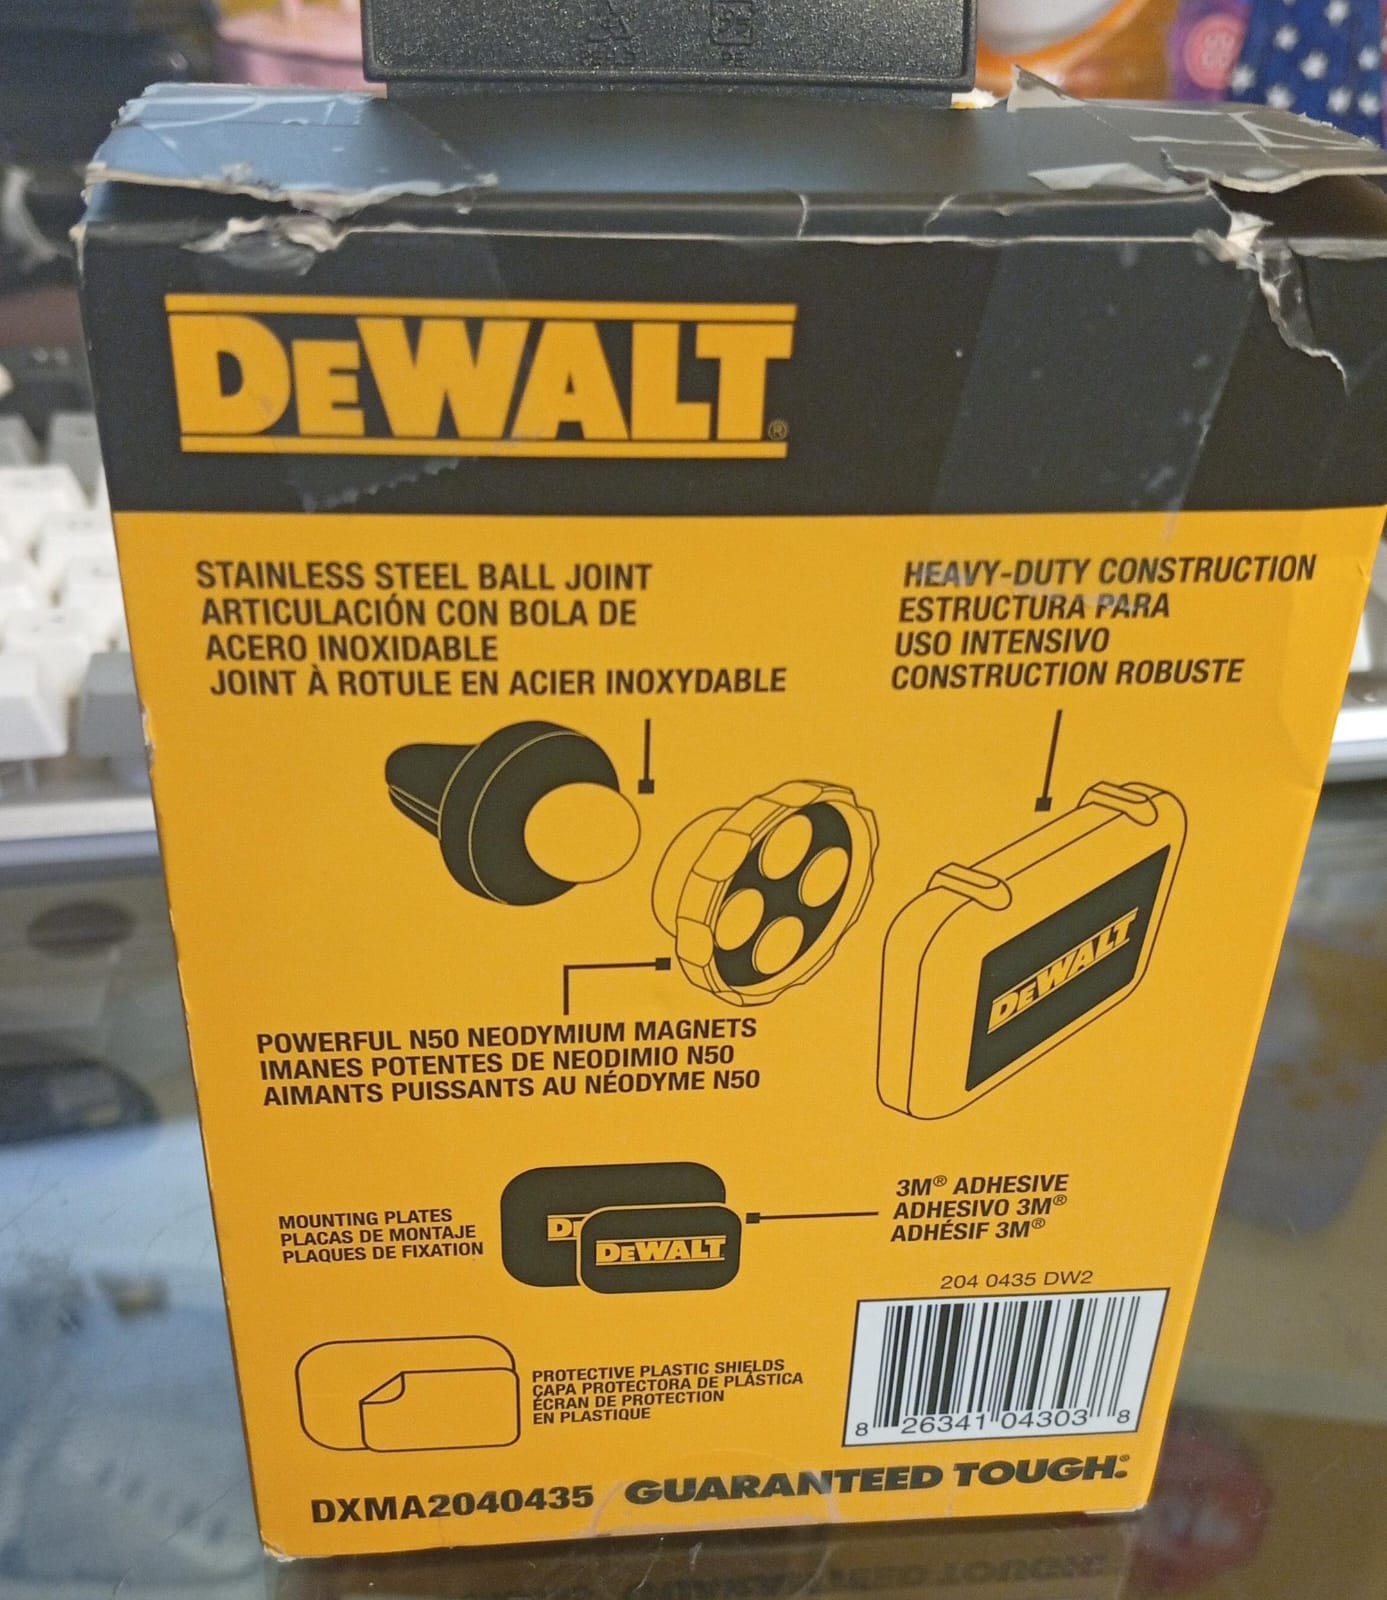 DEWALT®
STAINLESS STEEL BALL JOINT
ARTICULACIÓN CON BOLA DE
ACERO INOXIDABLE
JOINT À ROTULE EN ACIER INOXYDABLE
HEAVY-DUTY CONSTRUCTION
ESTRUCTURA PARA
USO INTENSIVO
CONSTRUCTION ROBUSTE
DEWALT
POWERFUL N50 NEODYMIUM MAGNETS
IMANES POTENTES DE NEODIMIO N50
AIMANTS PUISSANTS AU NÉODYME N50
MOUNTING PLATES
PLACAS DE MONTAJE
PLAQUES DE FIXATION
DE
DEWALT
3M® ADHESIVE
ADHESIVO 3M®
ADHÉSIF 3M®
204 0435 DW2
8 26341 04303 8
PROTECTIVE PLASTIC SHIELDS
CAPA PROTECTORA DE PLÁSTICA
ÉCRAN DE PROTECTION
EN PLASTIQUE
DXMA2040435
GUARANTEED TOUGH®